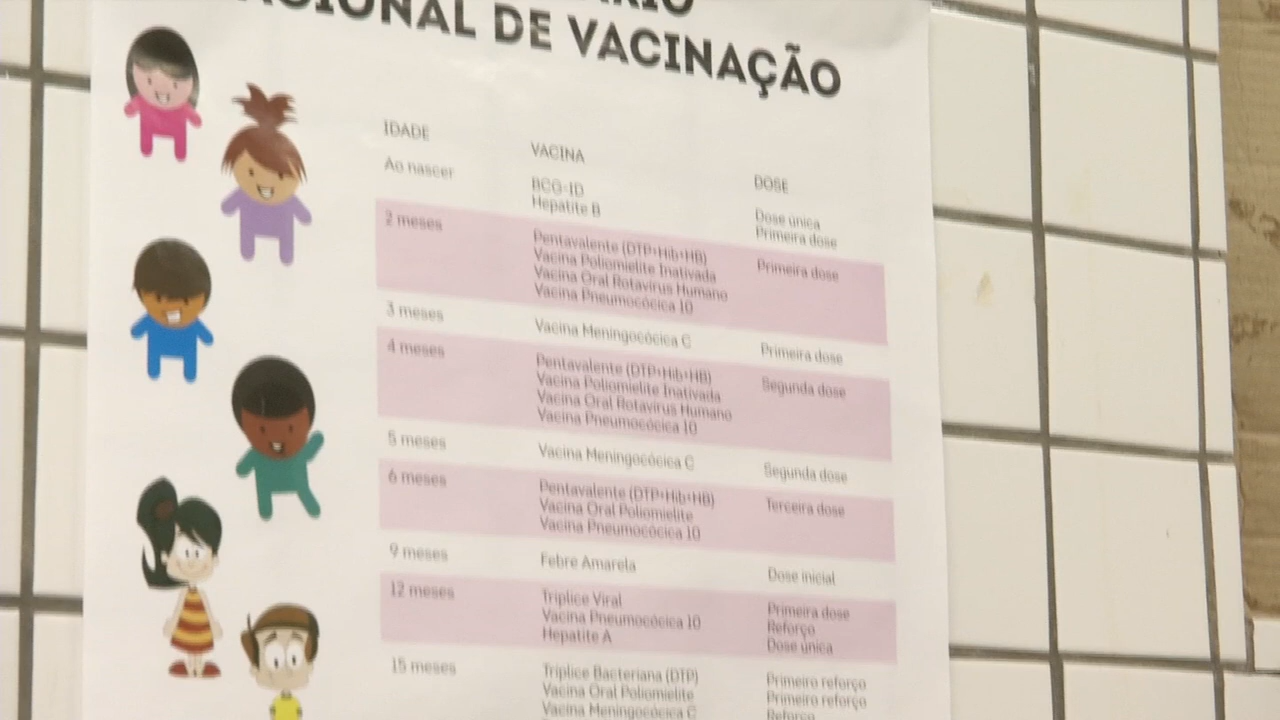 NACIONAL DE VACINAÇÃO
IDADE VACINA DOSE
Ao nascer BCG-ID Dose única
Hepatite B Primeira dose
2 meses Pentavalente (DTP+Hib+HB) Primeira dose
Vacina Poliomielite Inativada
Vacina Oral Rotavírus Humano
Vacina Pneumocócica 10
3 meses Vacina Meningocócica C Primeira dose
4 meses Pentavalente (DTP+Hib+HB) Segunda dose
Vacina Poliomielite Inativada
Vacina Oral Rotavírus Humano
Vacina Pneumocócica 10
5 meses Vacina Meningocócica C Segunda dose
6 meses Pentavalente (DTP+Hib+HB) Terceira dose
Vacina Oral Poliomielite
Vacina Pneumocócica 10
9 meses Febre Amarela Dose inicial
12 meses Tríplice Viral Primeira dose
Vacina Pneumocócica 10 Reforço
Hepatite A Dose única
15 meses Tríplice Bacteriana (DTP) Primeiro reforço
Vacina Oral Poliomielite Primeiro reforço
Vacina Meningocócica C Reforço